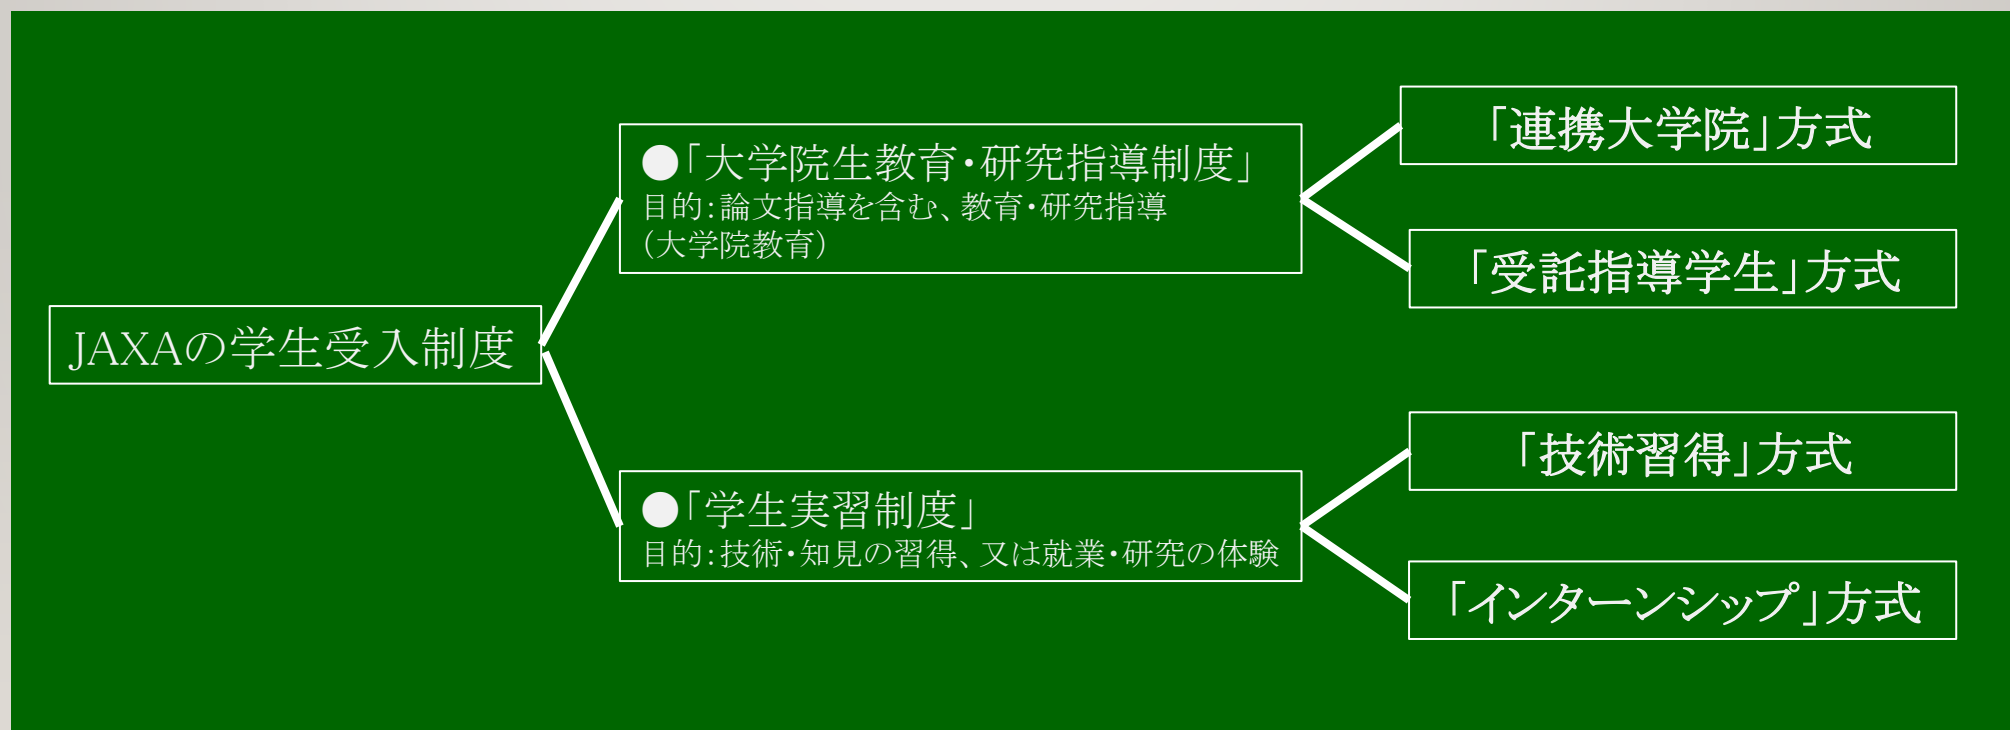 JAXAの学生受入制度
●「大学院生教育・研究指導制度」
目的：論文指導を含む、教育・研究指導
（大学院教育）
「連携大学院」方式
「受託指導学生」方式
●「学生実習制度」
目的：技術・知見の習得、又は就業・研究の体験
「技術習得」方式
「インターンシップ」方式